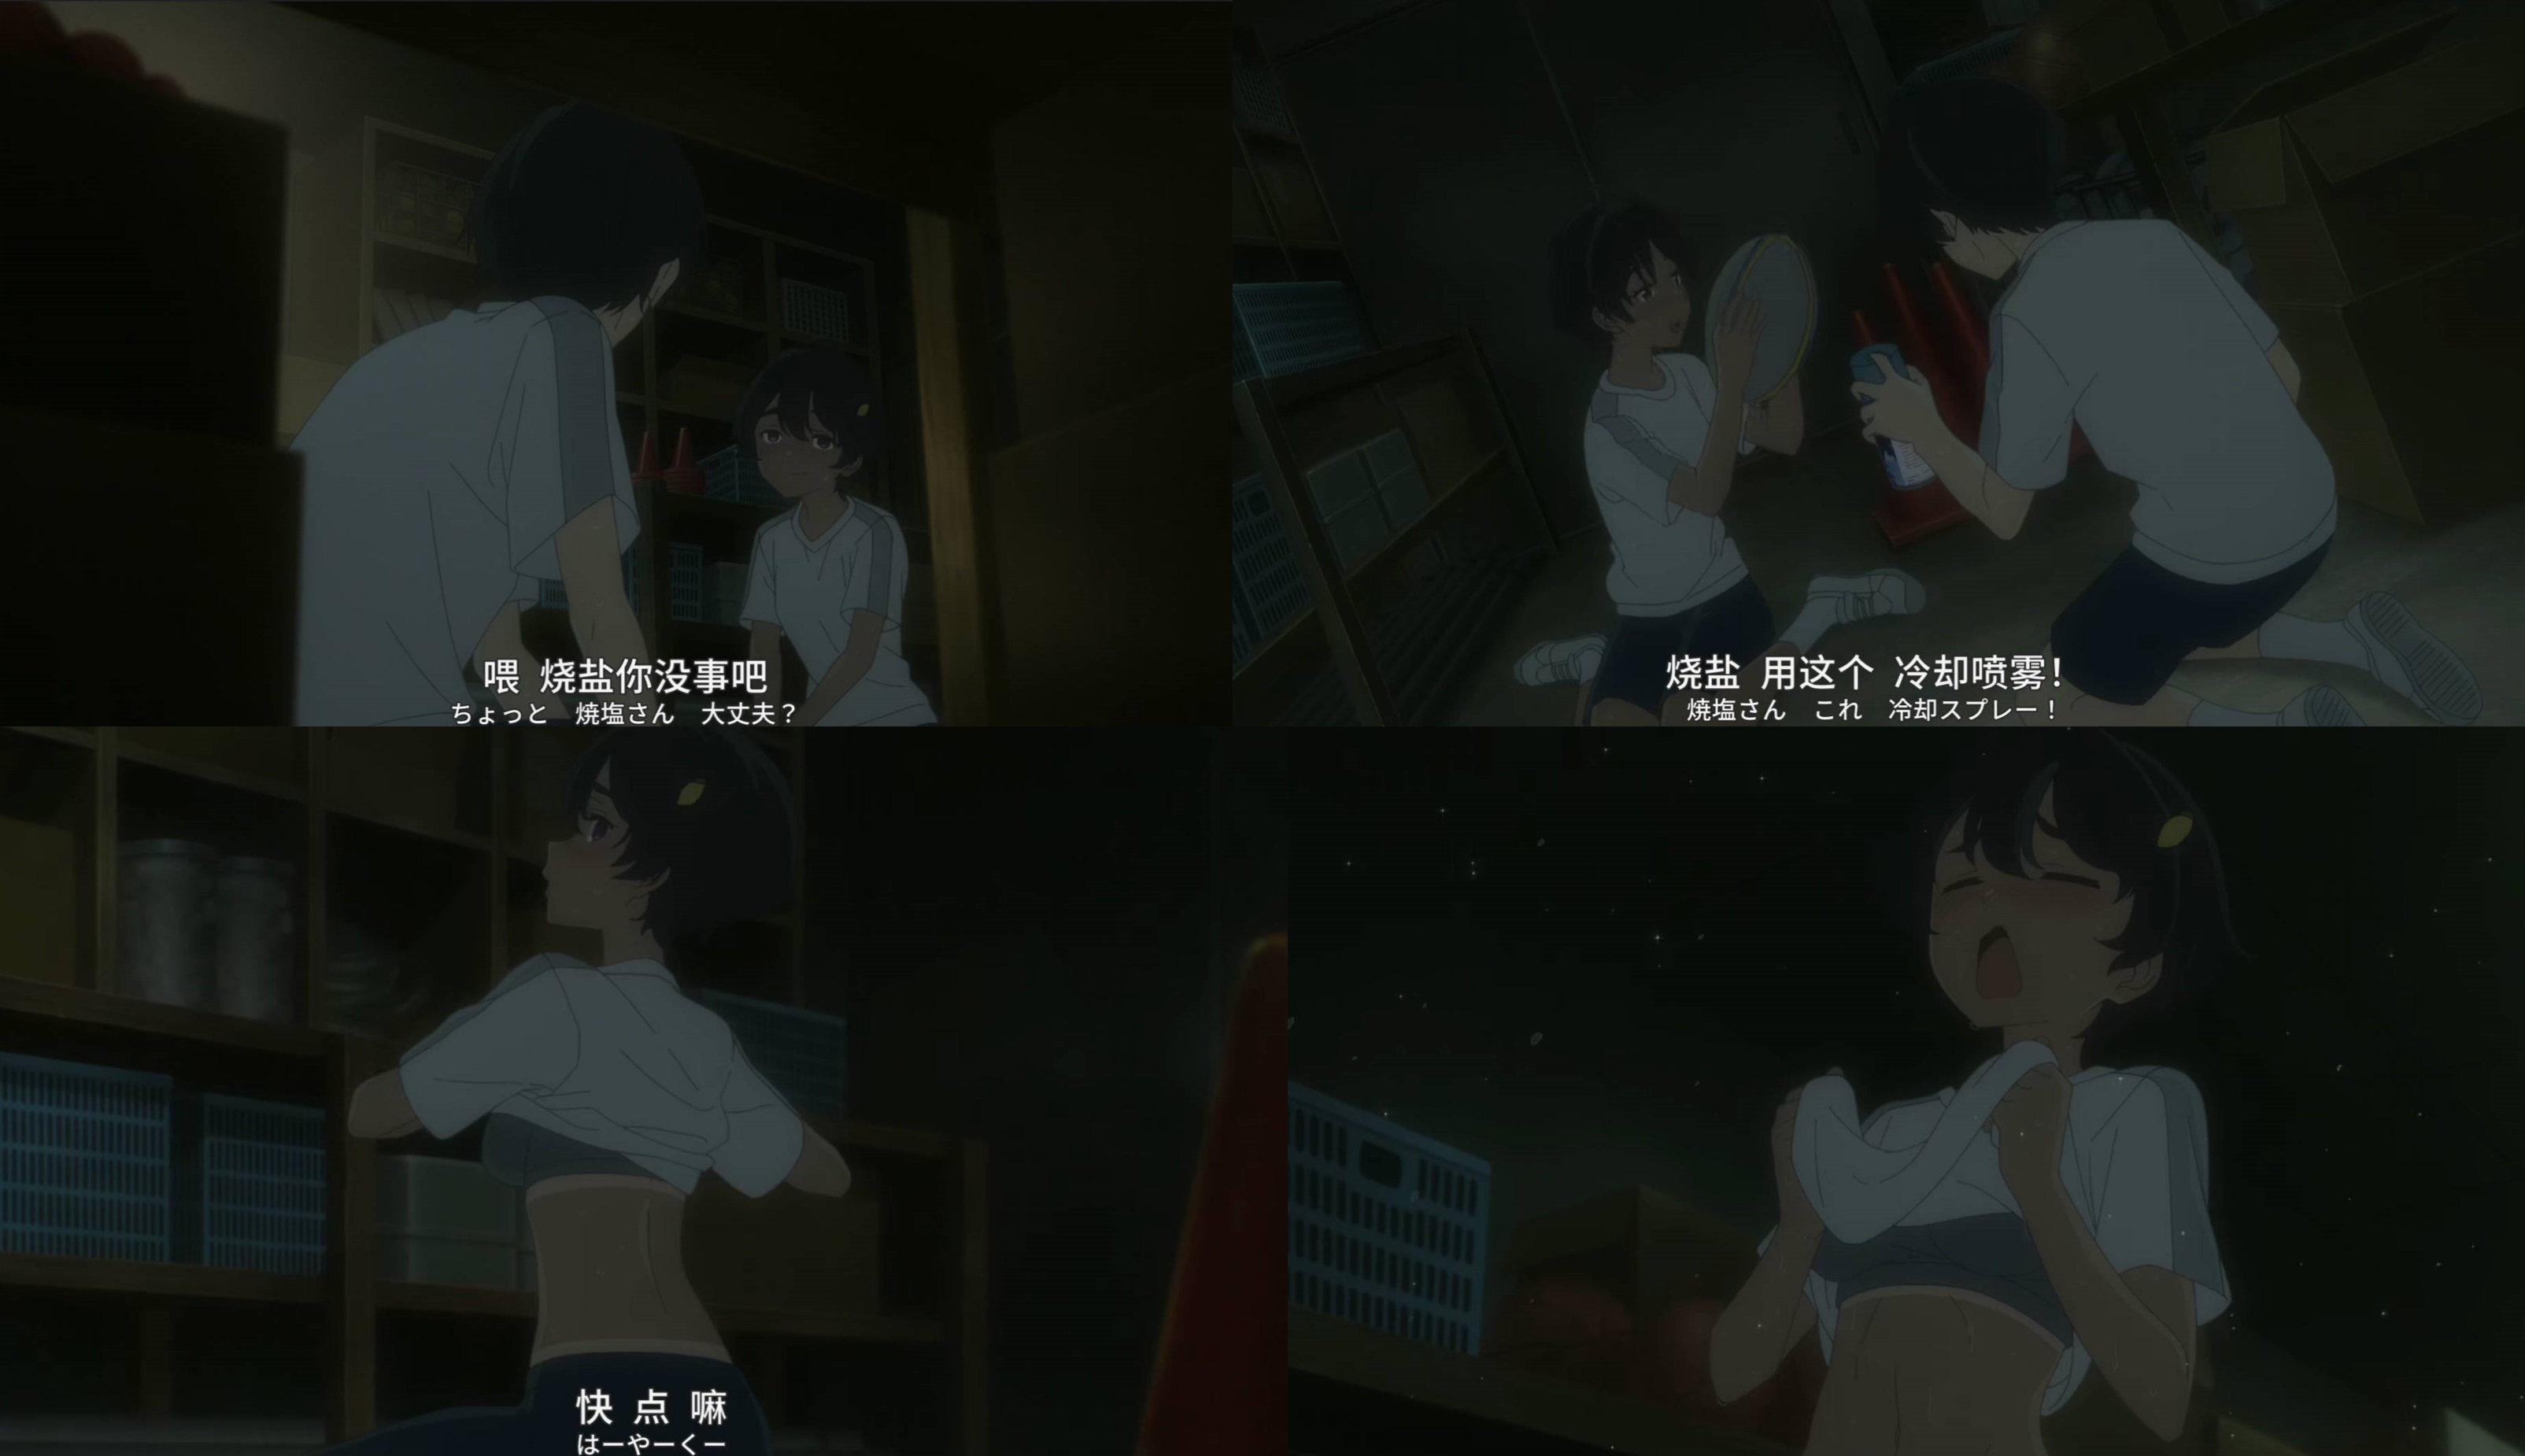 喂 烧盐你没事吧
ちょっと 焼塩さん 大丈夫？
烧盐 用这个 冷却喷雾！
焼塩さん これ 冷却スプレー！
快 点 嘛
はーやーくー